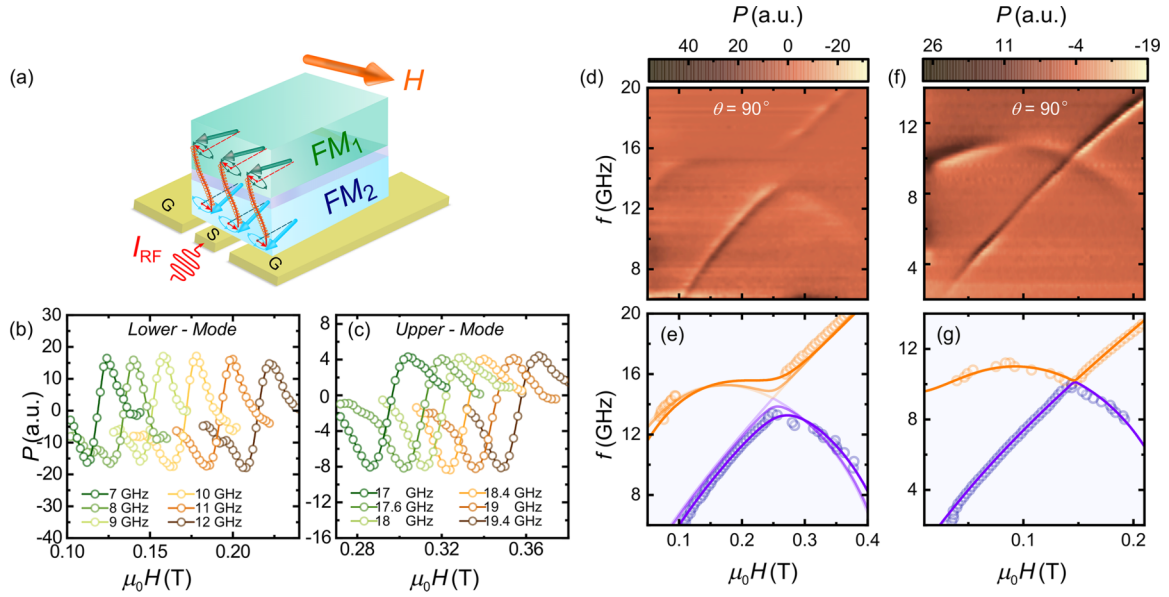 (a)
H
FM1
FM2
G
S
G
IRF
(b)
Lower - Mode
P(a.u.)
30
20
10
0
-10
-20
-30
-40
7 GHz
8 GHz
9 GHz
10 GHz
11 GHz
12 GHz
0.10
0.15
0.20
μ0H(T)
(c)
Upper - Mode
8
4
0
-4
-8
-12
-16
17 GHz
17.6 GHz
18 GHz
18.4 GHz
19 GHz
19.4 GHz
0.28
0.32
0.36
μ0H(T)
P(a.u.)
40 20 0 -20
(d)
θ = 90°
f (GHz)
20
16
12
8
(e)
f (GHz)
20
16
12
8
0.1 0.2 0.3 0.4
μ0H(T)
P(a.u.)
26 11 -4 -19
(f)
θ = 90°
12
8
4
(g)
12
8
4
0.1 0.2
μ0H(T)